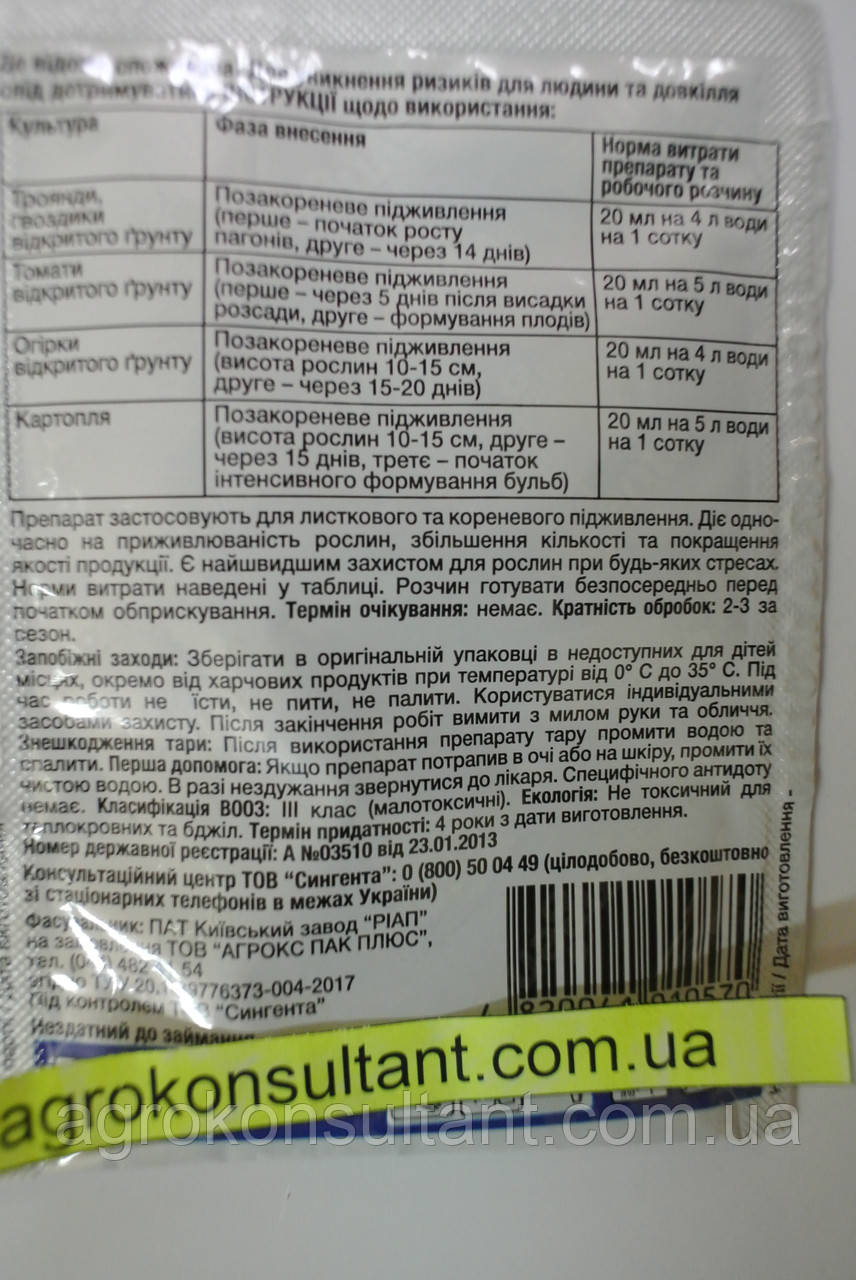 виникнення ризиків для людини та довкілля
слід дотримуватись ІНСТРУКЦІЇ щодо використання:
Культура
Фаза внесення
Норма витрати
препарату та
робочого розчину
Троянди,
гвоздики
відкритого ґрунту
Позакореневе підживлення
(перше – початок росту
пагонів, друге – через 14 днів)
20 мл на 4 л води
на 1 сотку
Томати
відкритого ґрунту
Позакореневе підживлення
(перше – через 5 днів після висадки
розсади, друге – формування плодів)
20 мл на 5 л води
на 1 сотку
Огірки
відкритого ґрунту
Позакореневе підживлення
(висота рослин 10-15 см,
друге – через 15-20 днів)
20 мл на 4 л води
на 1 сотку
Картопля
Позакореневе підживлення
(висота рослин 10-15 см, друге –
через 15 днів, третє – початок
інтенсивного формування бульб)
20 мл на 5 л води
на 1 сотку
Препарат застосовують для листкового та кореневого підживлення. Діє одно-
часно на приживлюваність рослин, збільшення кількості та покращення
якості продукції. Є найшвидшим захистом для рослин при будь-яких стресах.
Норми витрати наведені у таблиці. Розчин готувати безпосередньо перед
початком обприскування. Термін очікування: немає. Кратність обробок: 2-3 за
сезон.
Запобіжні заходи: Зберігати в оригінальній упаковці в недоступних для дітей
місцях, окремо від харчових продуктів при температурі від 0° С до 35° С. Під
час роботи не їсти, не пити, не палити. Користуватися індивідуальними
засобами захисту. Після закінчення робіт вимити з милом руки та обличчя.
Знешкодження тари: Після використання препарату тару промити водою та
спалити. Перша допомога: Якщо препарат потрапив в очі або на шкіру, промити їх
чистою водою. В разі нездужання звернутися до лікаря. Специфічного антидоту
немає. Класифікація ВООЗ: III клас (малотоксичні). Екологія: Не токсичний для
теплокровних та бджіл. Термін придатності: 4 роки з дати виготовлення.
Номер державної реєстрації: А №03510 від 23.01.2013
Консультаційний центр ТОВ "Сингента": 0 (800) 50 04 49 (цілодобово, безкоштовно
зі стаціонарних телефонів в межах України)
Фасувальник: ПАТ Київський завод "РІАП"
на замовлення ТОВ "АГРОКС ПАК ПЛЮС",
тел.
54
Під контролем ТОВ "Сингента"
Нездатний до займання
/ Дата виготовлення -
agrokonsultant.com.ua
agrokonsultant.com.ua